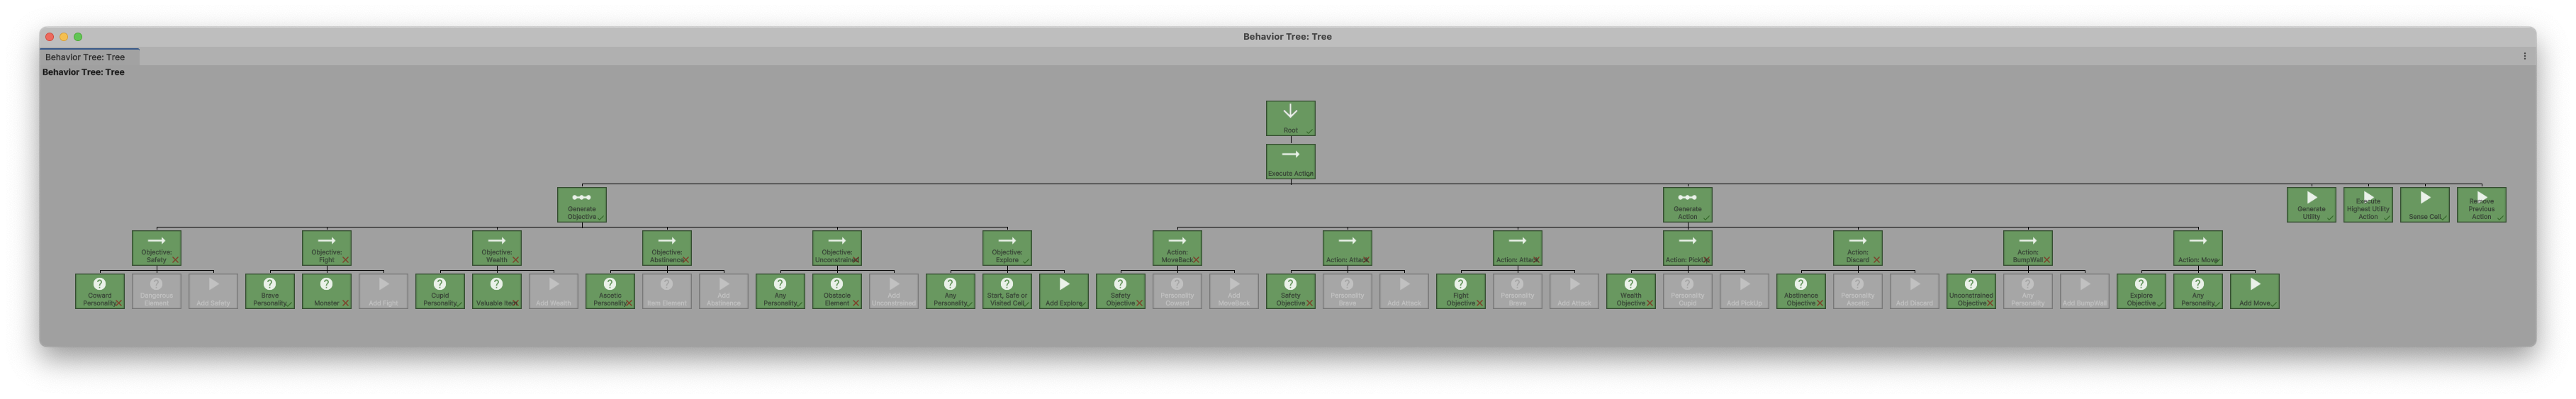 Behavior Tree: Tree
Behavior Tree: Tree
Behavior Tree: Tree
Root
Execute Action
Generate
Objective
Generate
Action
Generate
Utility
Execute
Highest Utility
Action
Sense Cell
Remove
Previous
Action
Objective:
Safety
Objective:
Fight
Objective:
Wealth
Objective:
Abstinence
Objective:
Unconstrained
Objective:
Explore
Action:
MoveBack
Action: Attack
Action: Attack
Action: PickUp
Action:
Discard
Action:
BumpWall
Action: Move
Coward
Personality
Dangerous
Element
Add Safety
Brave
Personality
Monster
Add Fight
Cupid
Personality
Valuable Item
Add Wealth
Ascetic
Personality
Item Element
Add
Abstinence
Any
Personality
Obstacle
Element
Add
Unconstrained
Any
Personality
Start, Safe or
Visited Cell
Add Explore
Safety
Objective
Personality
Coward
Add
MoveBack
Safety
Objective
Personality
Brave
Add Attack
Fight
Objective
Personality
Brave
Add Attack
Wealth
Objective
Personality
Cupid
Add PickUp
Abstinence
Objective
Personality
Ascetic
Add Discard
Unconstrained
Objective
Any
Personality
Add BumpWall
Explore
Objective
Any
Personality
Add Move